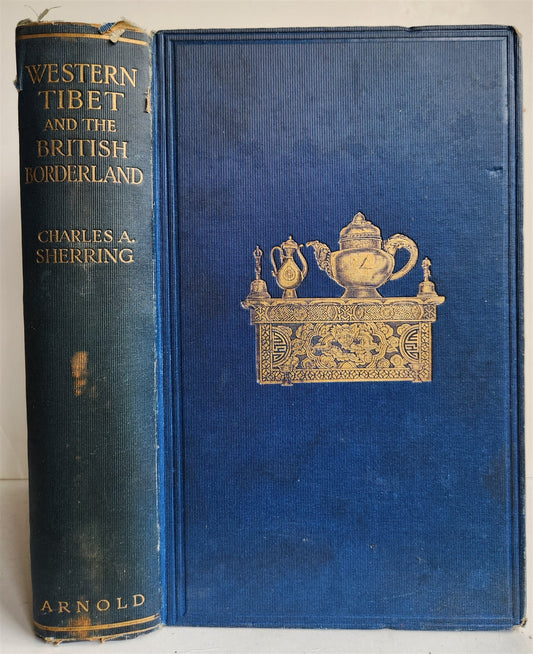 WESTERN
TIBET
AND THE
BRITISH
BORDERLAND
CHARLES A.
SHERRING
ARNOLD